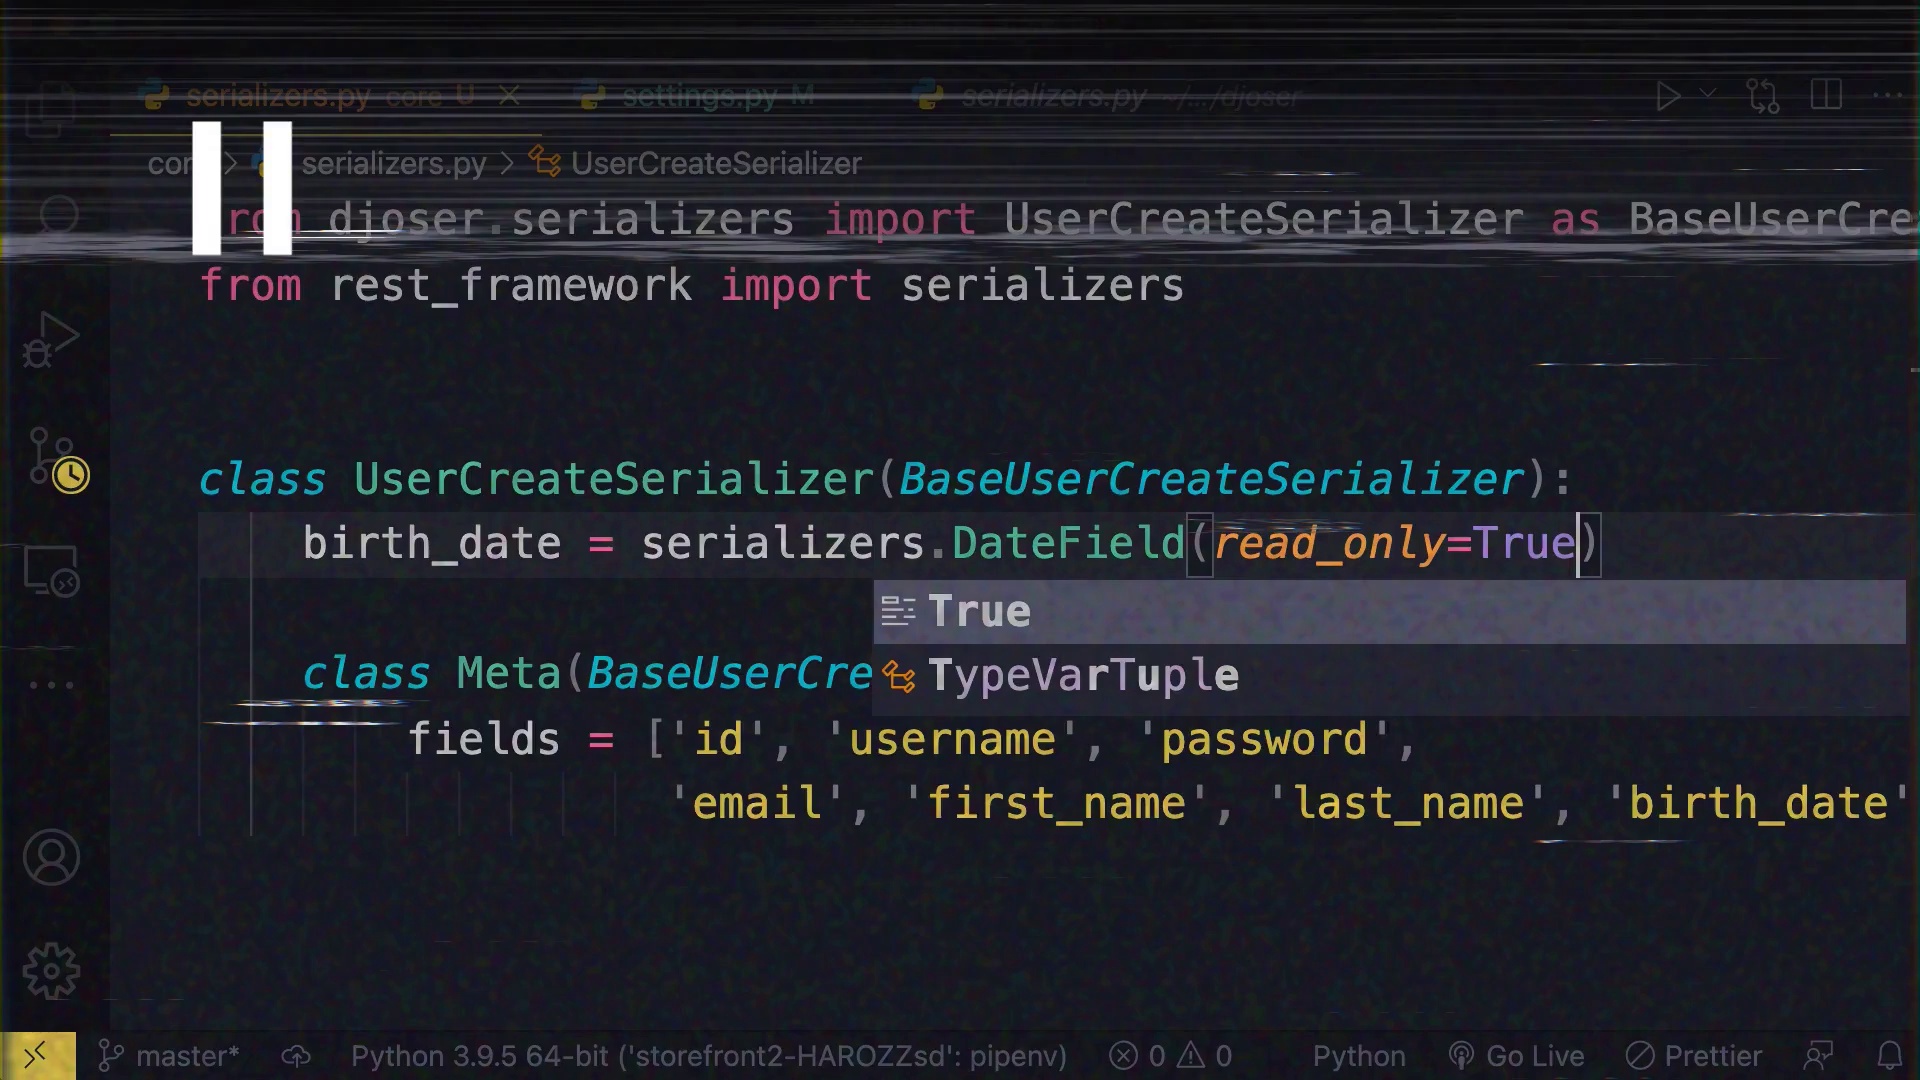 serializers.py core U settings.py M serializers.py ~/.../djoser
serializers.py > UserCreateSerializer
djoser.serializers import UserCreateSerializer as BaseUserCre
from rest_framework import serializers
class UserCreateSerializer(BaseUserCreateSerializer):
birth_date = serializers.DateField(read_only=True)
True
class Meta(BaseUserCre
TypeVarTuple
fields = ['id', 'username', 'password',
'email', 'first_name', 'last_name', 'birth_date'
master* Python 3.9.5 64-bit ('storefront2-HAROZZsd': pipenv) 0 0 Python Go Live Prettier